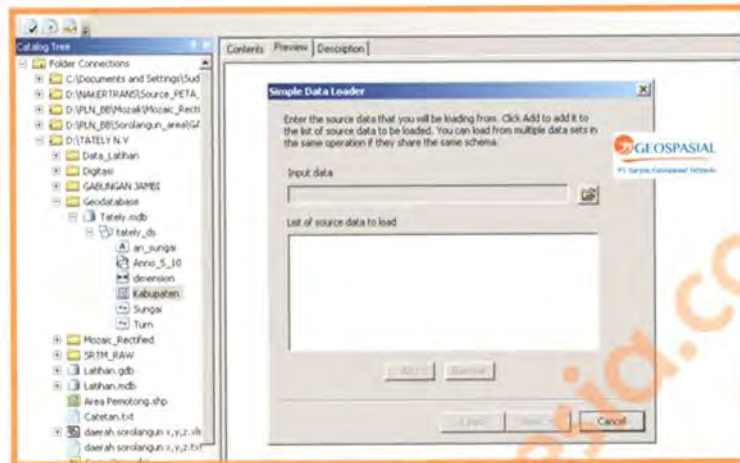 Catalog Tree
Folder Connections
C:\Documents and Settings\Sud
D:\NAKERTRANS\Source_PETA_
D:\PLN_BB\Mozaik\Mozaic_Recti
D:\PLN_BB\Sorolangun_area\GA
D:\TATELY N.Y
Data_Latihan
Digitasi
GABUNGAN JAMBI
Geodatabase
Tately.mdb
tately_ds
an_sungai
Anno_5_10
dimension
Kabupaten
Sungai
Turn
Mozaic_Rectified
SRTM_RAW
Latihan.gdb
Latihan.mdb
Area Pemotong.shp
Catetan.txt
daerah sorolangun x,y,z.xls
daerah sorolangun x,y,z.txt
Contents Preview Description
Simple Data Loader
Enter the source data that you will be loading from. Click Add to add it to
the list of source data to be loaded. You can load from multiple data sets in
the same operation if they share the same schema.
Input data
List of source data to load
Add Remove
Cancel
GEOSPASIAL
esia.co